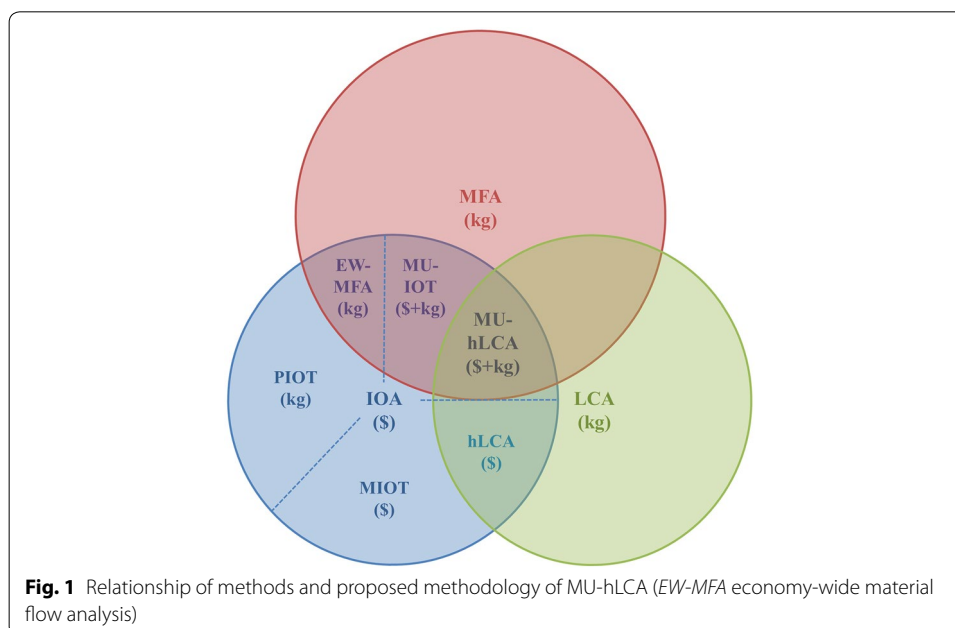 MFA
(kg)
EW-
MFA
(kg)
MU-
IOT
($+kg)
MU-
hLCA
($+kg)
PIOT
(kg)
IOA
($)
LCA
(kg)
hLCA
($)
MIOT
($)
Fig. 1 Relationship of methods and proposed methodology of MU-hLCA (EW-MFA economy-wide material
flow analysis)